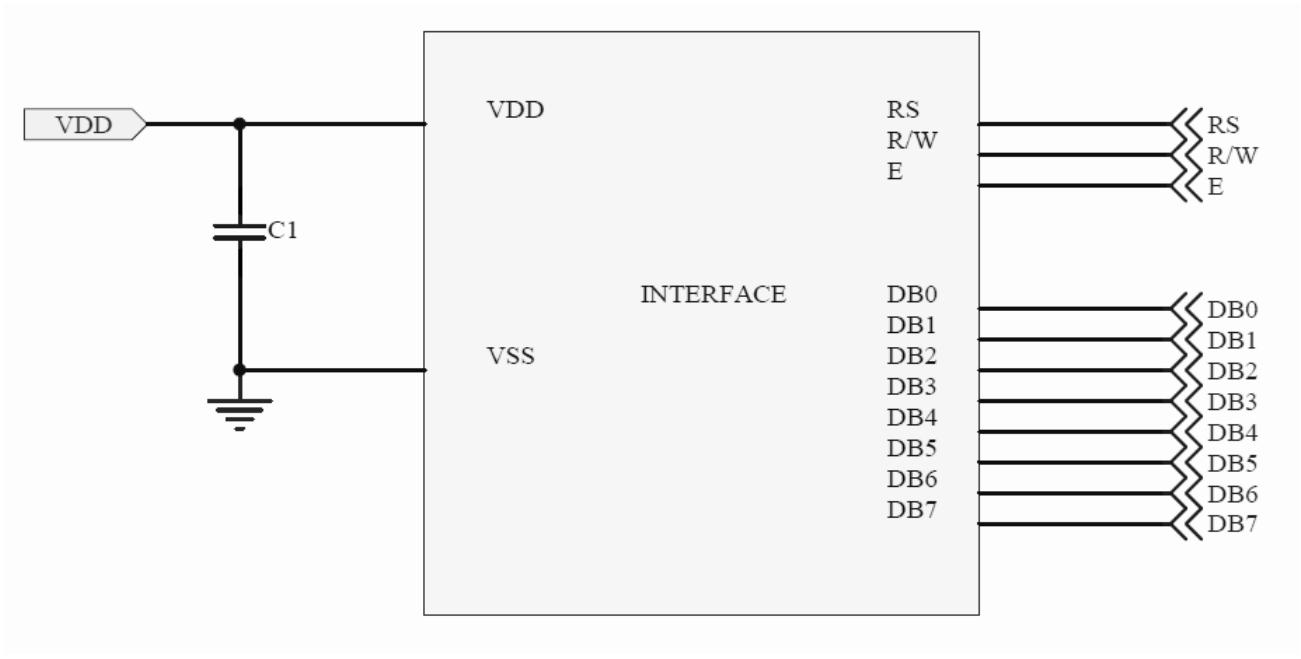 VDD
VDD
C1
VSS
INTERFACE
RS
R/W
E
DB0
DB1
DB2
DB3
DB4
DB5
DB6
DB7
RS
R/W
E
DB0
DB1
DB2
DB3
DB4
DB5
DB6
DB7